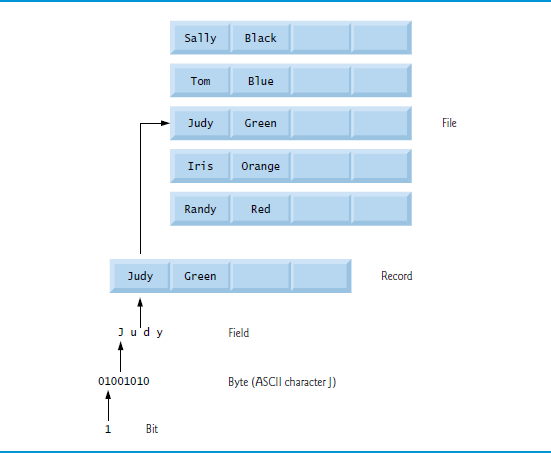 Sally Black
Tom Blue
Judy Green File
Iris Orange
Randy Red
Judy Green Record
J u d y Field
01001010 Byte (ASCII character J)
1 Bit